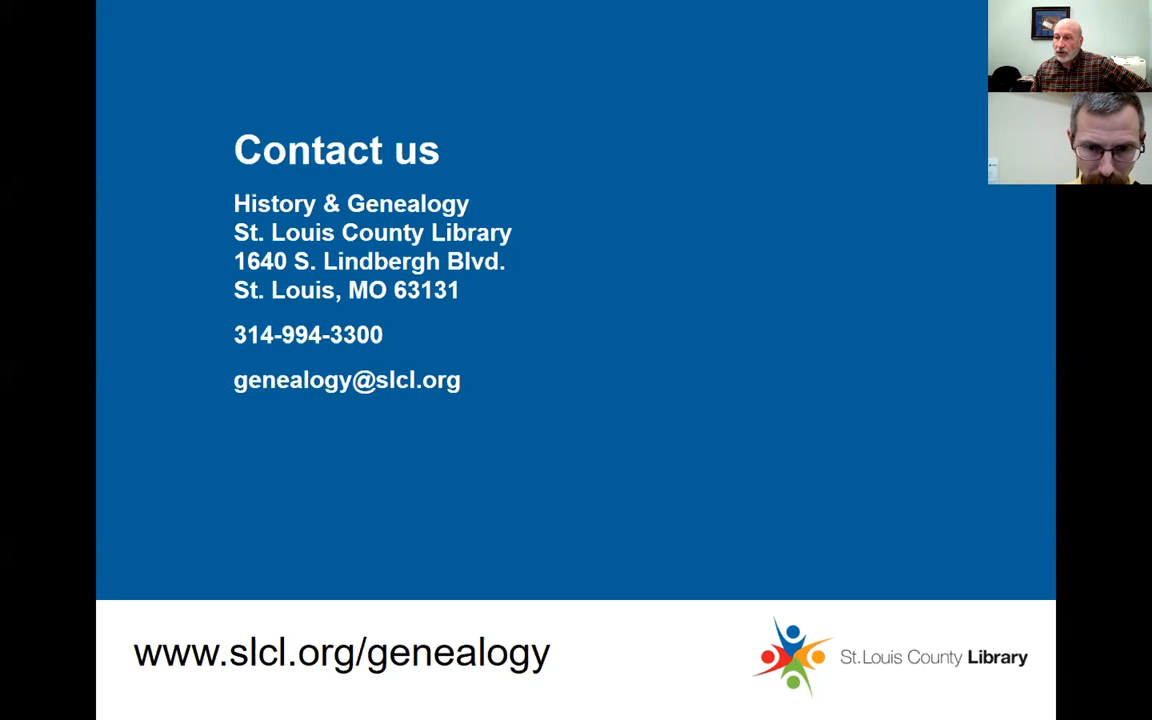 Contact us
History & Genealogy
St. Louis County Library
1640 S. Lindbergh Blvd.
St. Louis, MO 63131
314-994-3300
genealogy@slcl.org
www.slcl.org/genealogy
St. Louis County Library